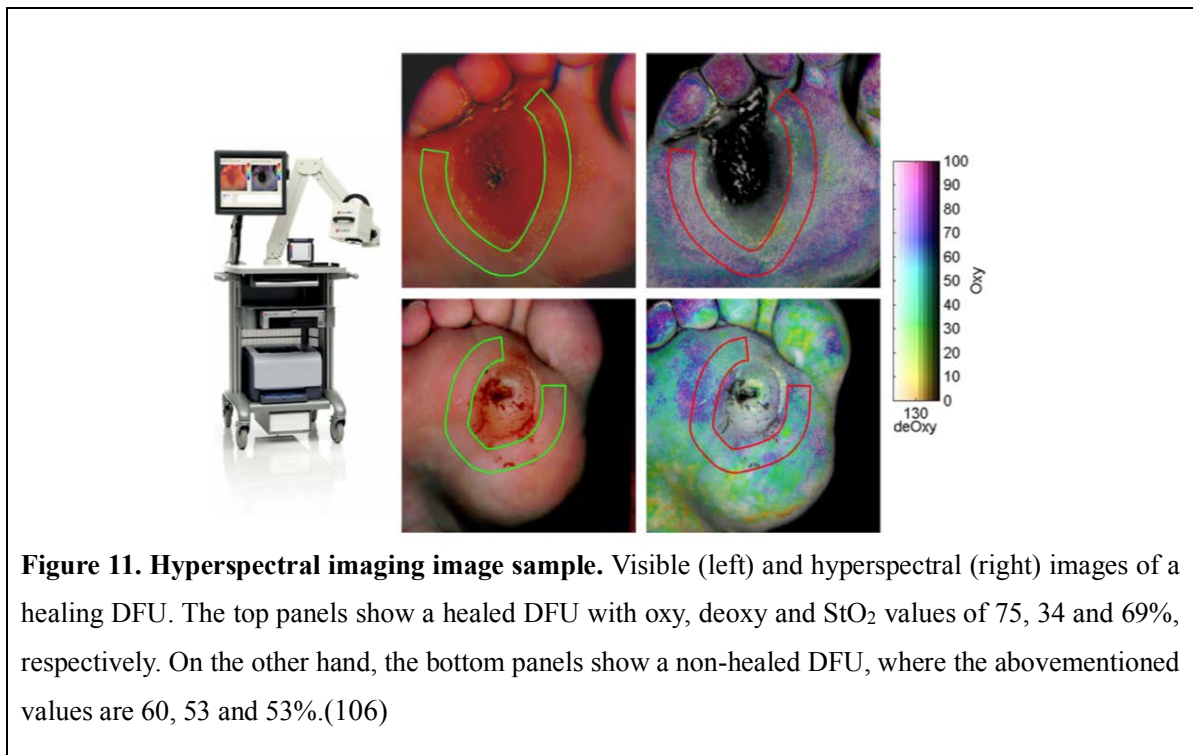 100
90
80
70
60
50
40
30
20
10
0
Oxy
130
deOxy
Figure 11. Hyperspectral imaging image sample. Visible (left) and hyperspectral (right) images of a
healing DFU. The top panels show a healed DFU with oxy, deoxy and StO₂ values of 75, 34 and 69%,
respectively. On the other hand, the bottom panels show a non-healed DFU, where the abovementioned
values are 60, 53 and 53%.(106)